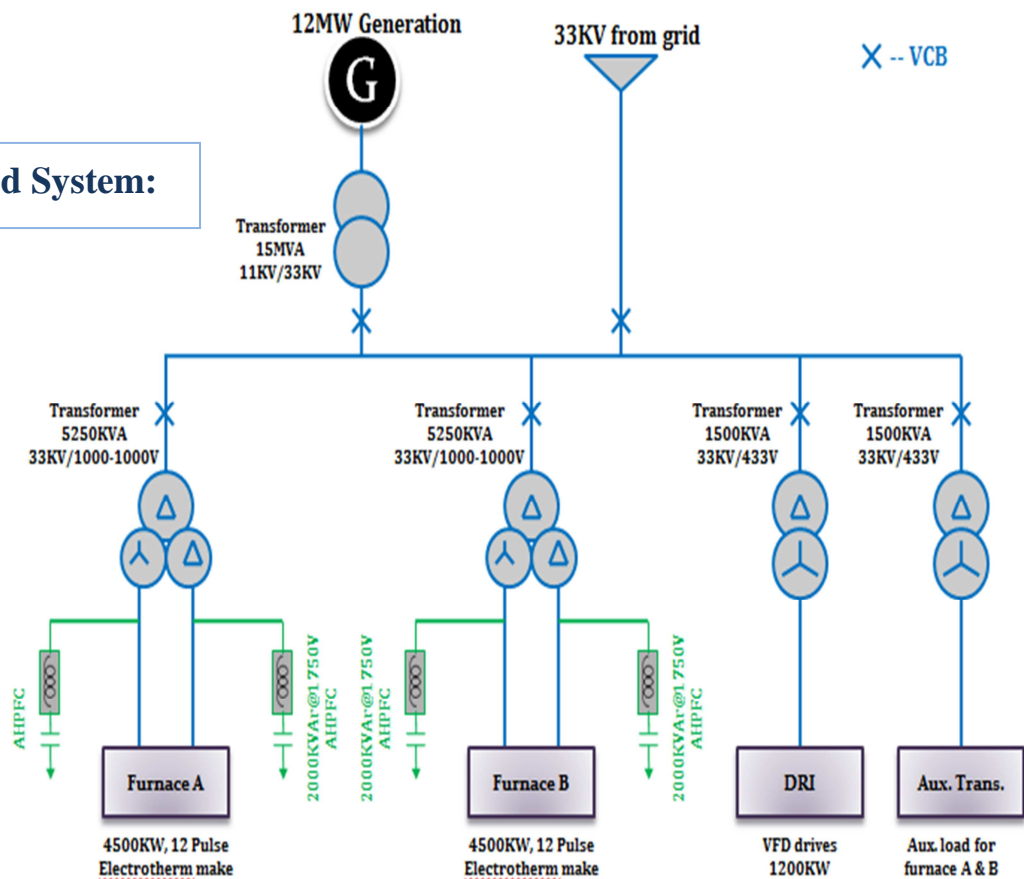 12MW Generation
G
33KV from grid
X -- VCB
d System:
Transformer
15MVA
11KV/33KV
Transformer
5250KVA
33KV/1000-1000V
Transformer
5250KVA
33KV/1000-1000V
Transformer
1500KVA
33KV/433V
Transformer
1500KVA
33KV/433V
AHPFC
2000KVAr@1750V
AHPFC
2000KVAr@1750V
AHPFC
2000KVAr@1750V
AHPFC
Furnace A
4500KW, 12 Pulse
Electrotherm make
Furnace B
4500KW, 12 Pulse
Electrotherm make
DRI
VFD drives
1200KW
Aux. Trans.
Aux. load for
furnace A & B